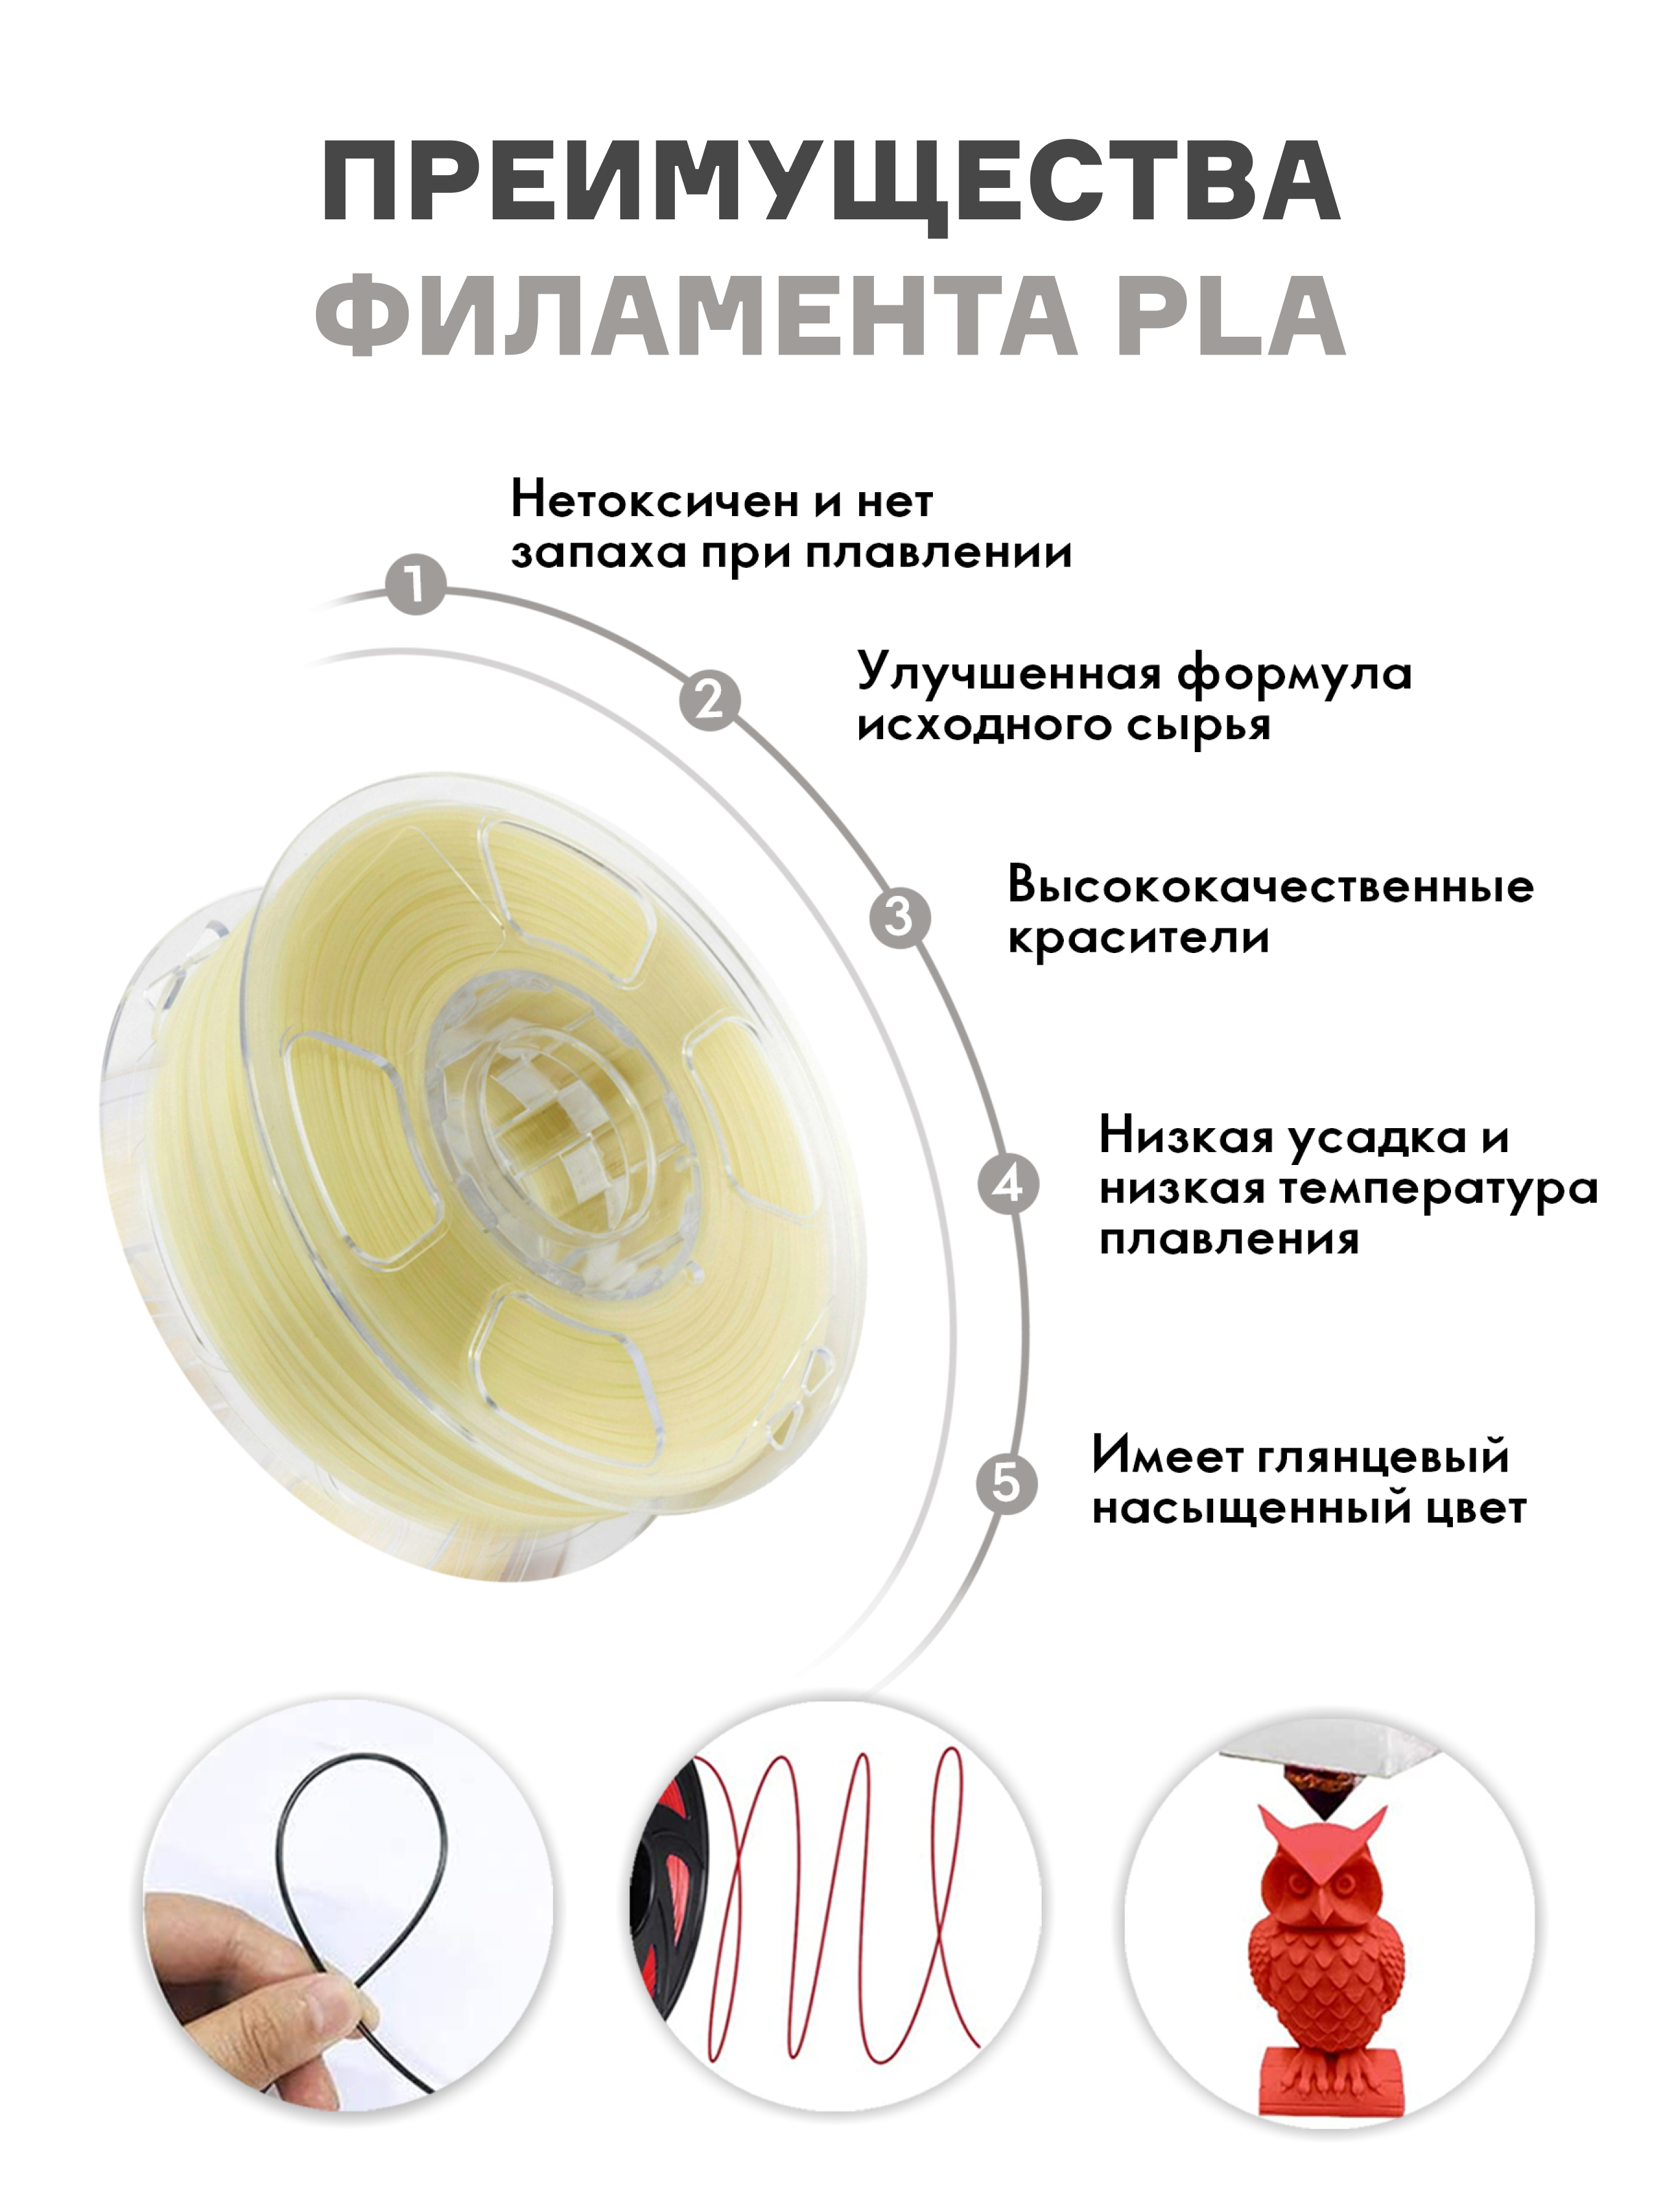 ПРЕИМУЩЕСТВА
ФИЛАМЕНТА PLA
1
Нетоксичен и нет
запаха при плавлении
2
Улучшенная формула
исходного сырья
3
Высококачественные
красители
4
Низкая усадка и
низкая температура
плавления
5
Имеет глянцевый
насыщенный цвет